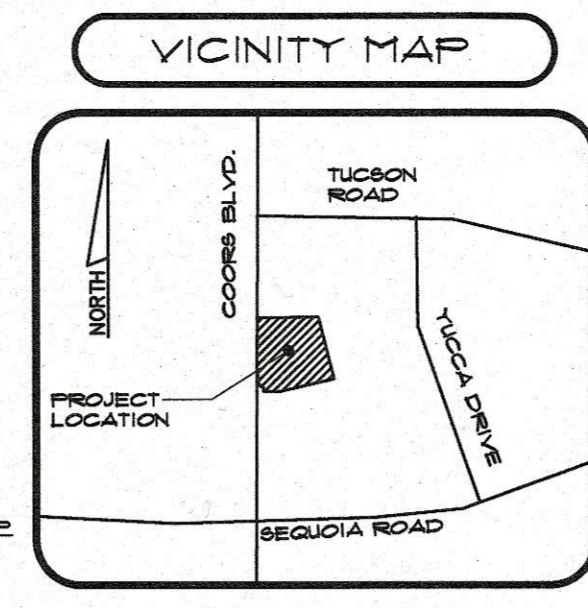 VICINITY MAP
TUCSON
ROAD
COORS BLVD.
NORTH
YUCCA DRIVE
PROJECT
LOCATION
SEQUOIA ROAD